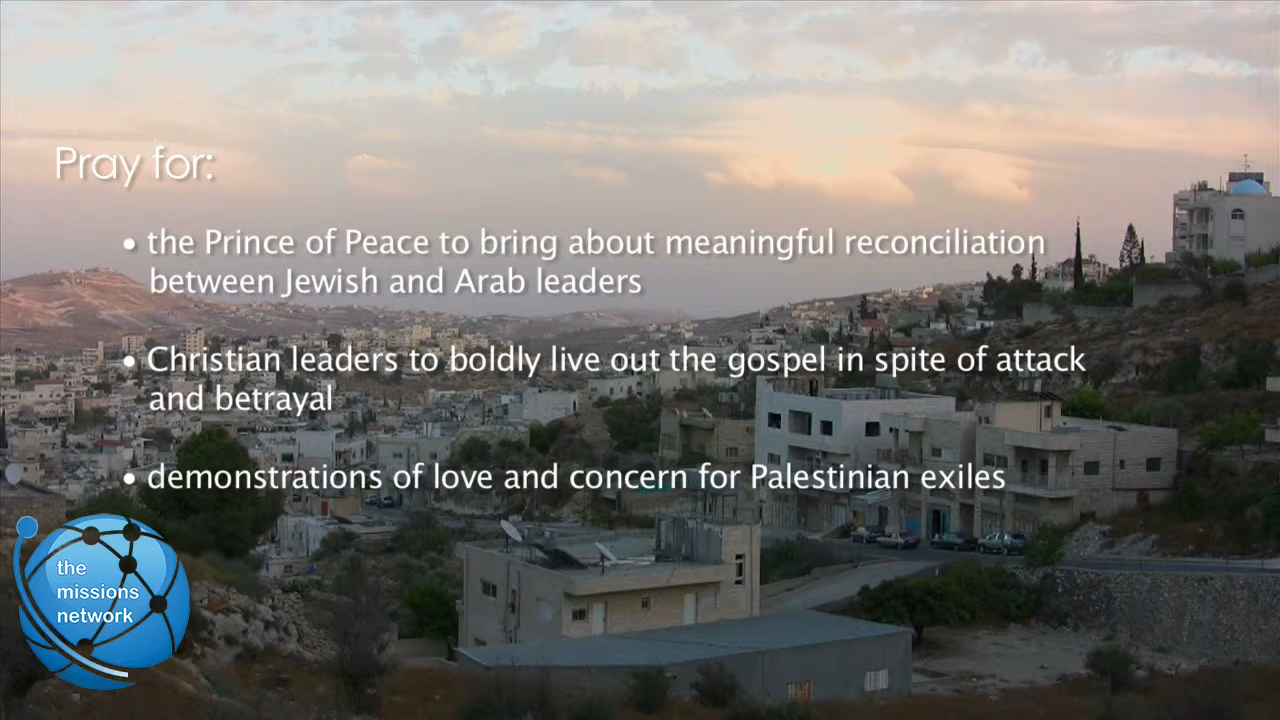 Pray for:
• the Prince of Peace to bring about meaningful reconciliation
between Jewish and Arab leaders
• Christian leaders to boldly live out the gospel in spite of attack
and betrayal
• demonstrations of love and concern for Palestinian exiles
the
missions
network